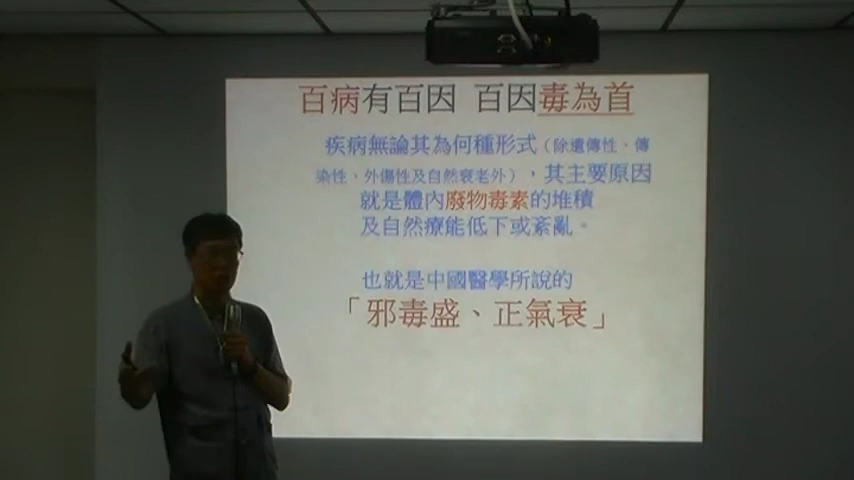 百病有百因 百因毒為首
疾病無論其為何種形式（除遺傳性、傳
染性、外傷性及自然衰老外），其主要原因
就是體內廢物毒素的堆積
及自然療能低下或紊亂。
也就是中國醫學所說的
「邪毒盛、正氣衰」